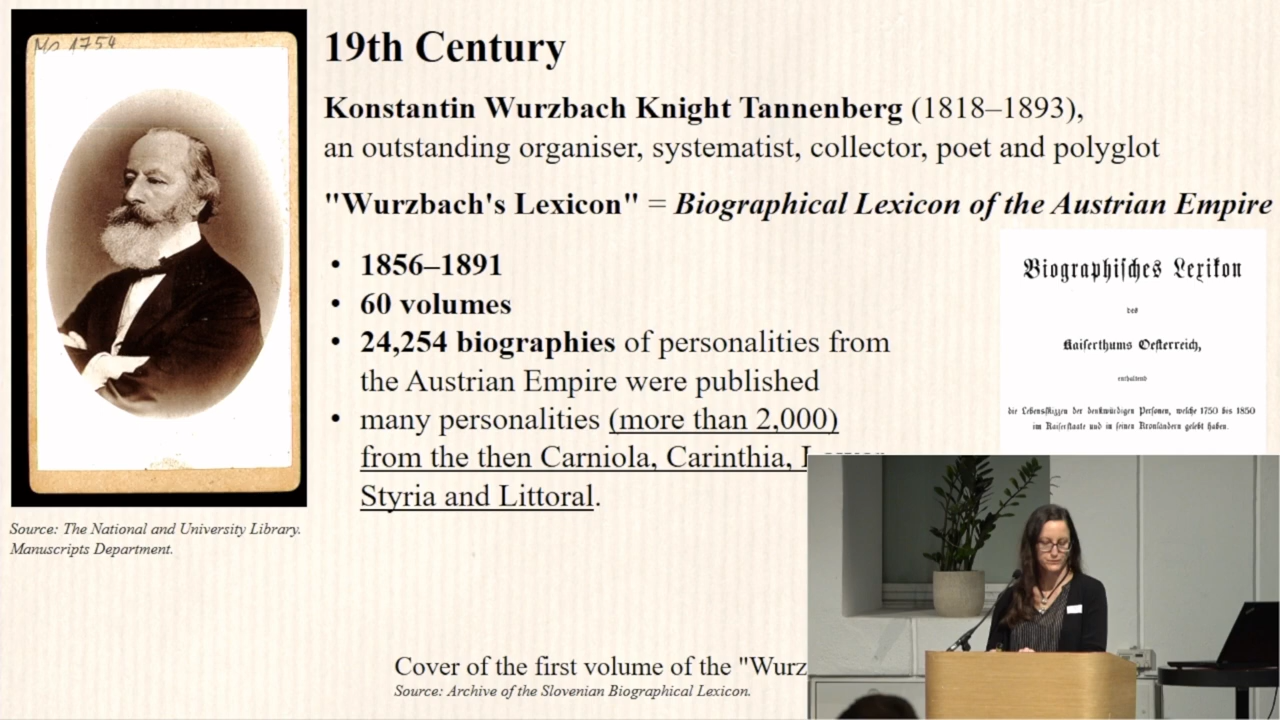 Ms 1754
19th Century
Konstantin Wurzbach Knight Tannenberg (1818–1893),
an outstanding organiser, systematist, collector, poet and polyglot
"Wurzbach's Lexicon" = Biographical Lexicon of the Austrian Empire
• 1856–1891
• 60 volumes
• 24,254 biographies of personalities from
the Austrian Empire were published
• many personalities (more than 2,000)
from the then Carniola, Carinthia,
Styria and Littoral.
Biographisches Lexikon
des
Kaiserthums Oesterreich,
enthaltend
die Lebensskizzen der denkwürdigen Personen, welche 1750 bis 1850
im Kaiserstaate und in seinen Kronländern gelebt haben.
Source: The National and University Library.
Manuscripts Department.
Cover of the first volume of the "Wurz
Source: Archive of the Slovenian Biographical Lexicon.